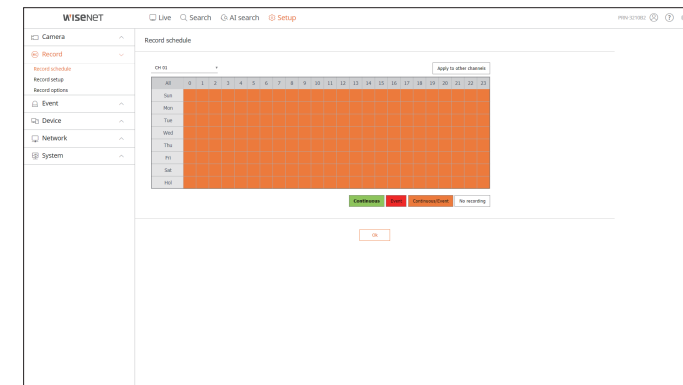 WISENET
Live Search AI search Setup
PRN-3210B2
Camera
Record
Record schedule
Record setup
Record options
Event
Device
Network
System
Record schedule
CH 01
Apply to other channels
All 0 1 2 3 4 5 6 7 8 9 10 11 12 13 14 15 16 17 18 19 20 21 22 23
Sun
Mon
Tue
Wed
Thu
Fri
Sat
Hol
Continuous Event Continuous/Event No recording
Ok